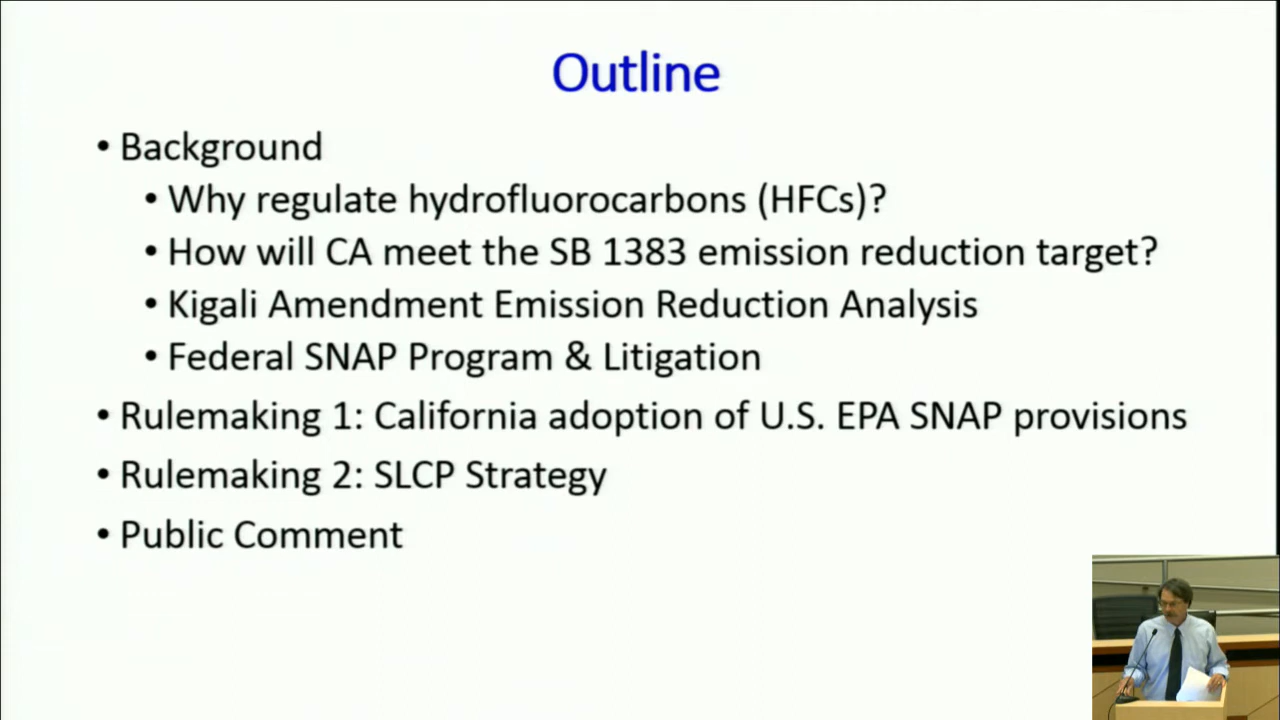 Outline
• Background
• Why regulate hydrofluorocarbons (HFCs)?
• How will CA meet the SB 1383 emission reduction target?
• Kigali Amendment Emission Reduction Analysis
• Federal SNAP Program & Litigation
• Rulemaking 1: California adoption of U.S. EPA SNAP provisions
• Rulemaking 2: SLCP Strategy
• Public Comment